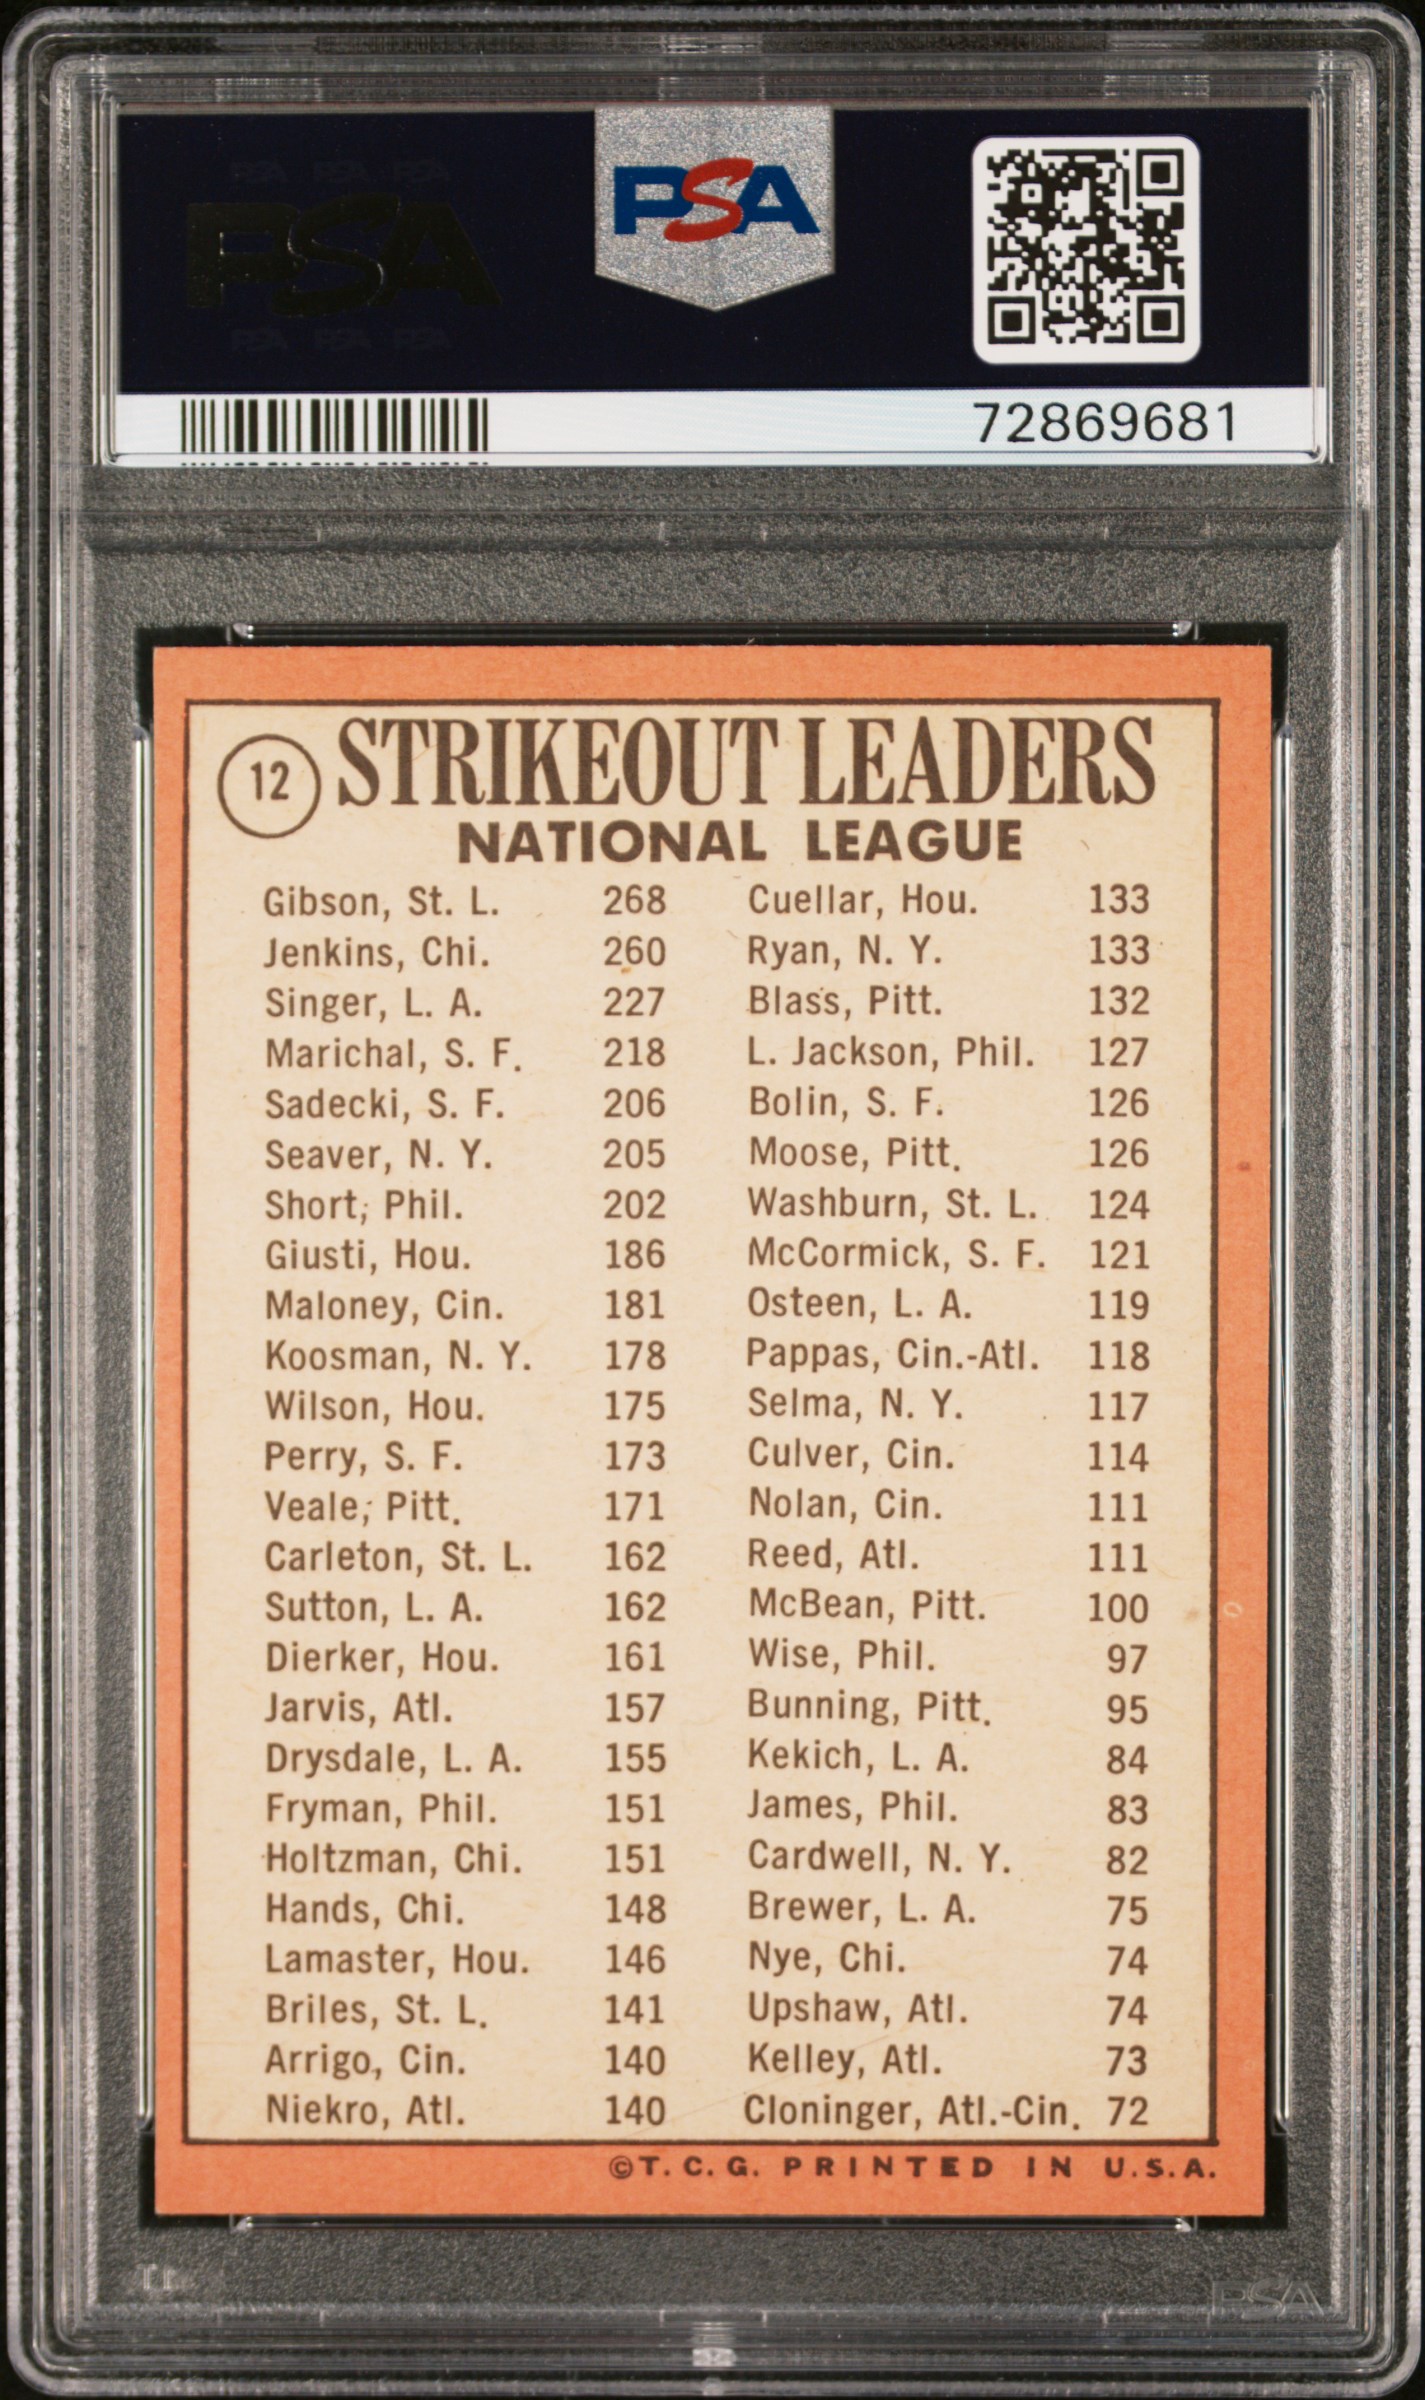 PSA
72869681
12 STRIKEOUT LEADERS
NATIONAL LEAGUE
Gibson, St. L. 268
Jenkins, Chi. 260
Singer, L. A. 227
Marichal, S. F. 218
Sadecki, S. F. 206
Seaver, N. Y. 205
Short, Phil. 202
Giusti, Hou. 186
Maloney, Cin. 181
Koosman, N. Y. 178
Wilson, Hou. 175
Perry, S. F. 173
Veale, Pitt. 171
Carleton, St. L. 162
Sutton, L. A. 162
Dierker, Hou. 161
Jarvis, Atl. 157
Drysdale, L. A. 155
Fryman, Phil. 151
Holtzman, Chi. 151
Hands, Chi. 148
Lamaster, Hou. 146
Briles, St. L. 141
Arrigo, Cin. 140
Niekro, Atl. 140
Cuellar, Hou. 133
Ryan, N. Y. 133
Blass, Pitt. 132
L. Jackson, Phil. 127
Bolin, S. F. 126
Moose, Pitt. 126
Washburn, St. L. 124
McCormick, S. F. 121
Osteen, L. A. 119
Pappas, Cin.-Atl. 118
Selma, N. Y. 117
Culver, Cin. 114
Nolan, Cin. 111
Reed, Atl. 111
McBean, Pitt. 100
Wise, Phil. 97
Bunning, Pitt. 95
Kekich, L. A. 84
James, Phil. 83
Cardwell, N. Y. 82
Brewer, L. A. 75
Nye, Chi. 74
Upshaw, Atl. 74
Kelley, Atl. 73
Cloninger, Atl.-Cin. 72
©T.C.G. PRINTED IN U.S.A.
PSA